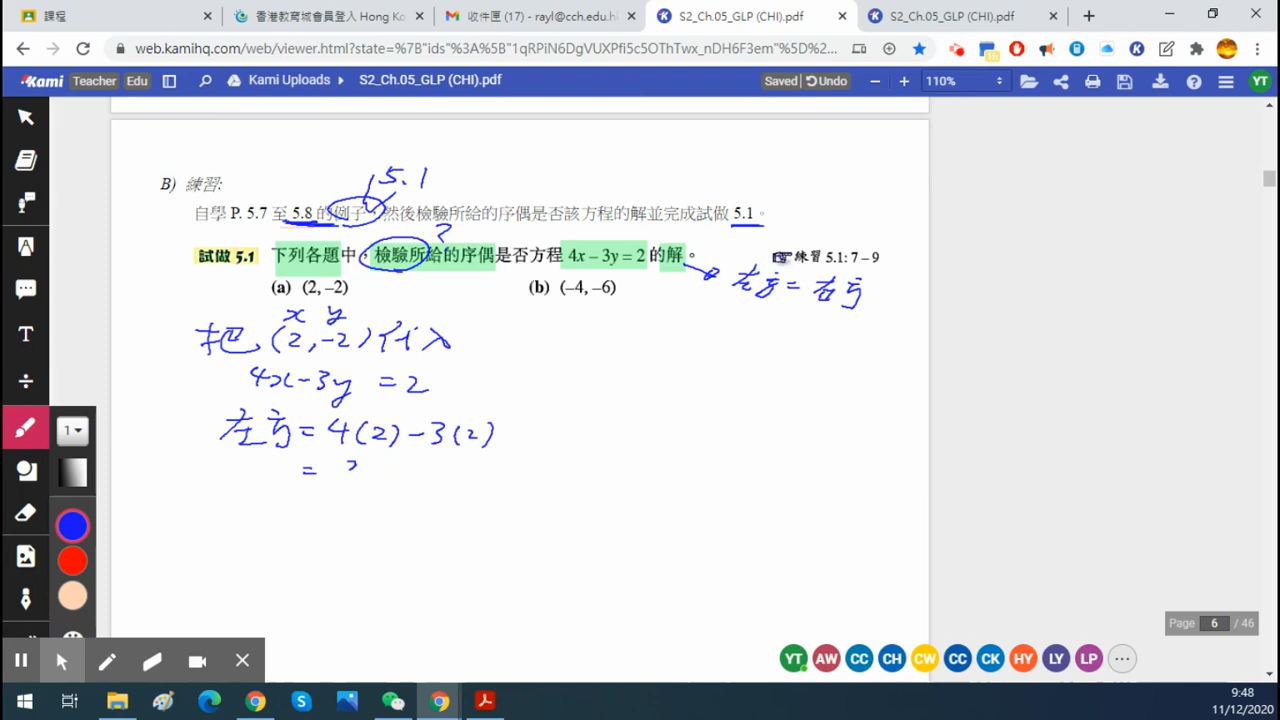 課程
香港教育城會員登入 Hong Ko
收件匣 (17) - rayl@cch.edu.h
S2_Ch.05_GLP (CHI).pdf
S2_Ch.05_GLP (CHI).pdf
web.kamihq.com/web/viewer.html?state=%7B"ids"%3A%5B"1qRPiN6DgVUXPfi5c5OThTwx_nDH6F3em"%5D%2C...
Kami Teacher Edu
Kami Uploads
S2_Ch.05_GLP (CHI).pdf
Saved Undo
110%
YT
5.1
B) 練習:
自學 P. 5.7 至 5.8 的例子,然後檢驗所給的序偶是否該方程的解並完成試做 5.1。
?
試做 5.1 下列各題中,檢驗所給的序偶是否方程 4x – 3y = 2 的解。
練習 5.1: 7 – 9
左方 = 右方
(a) (2, –2)
(b) (–4, –6)
x y
把 (2, -2) 代入
4x-3y = 2
左方 = 4(2) - 3(2)
=
1
Page 6 / 46
YT AW CC CH CW CC CK HY LY LP
9:48
11/12/2020